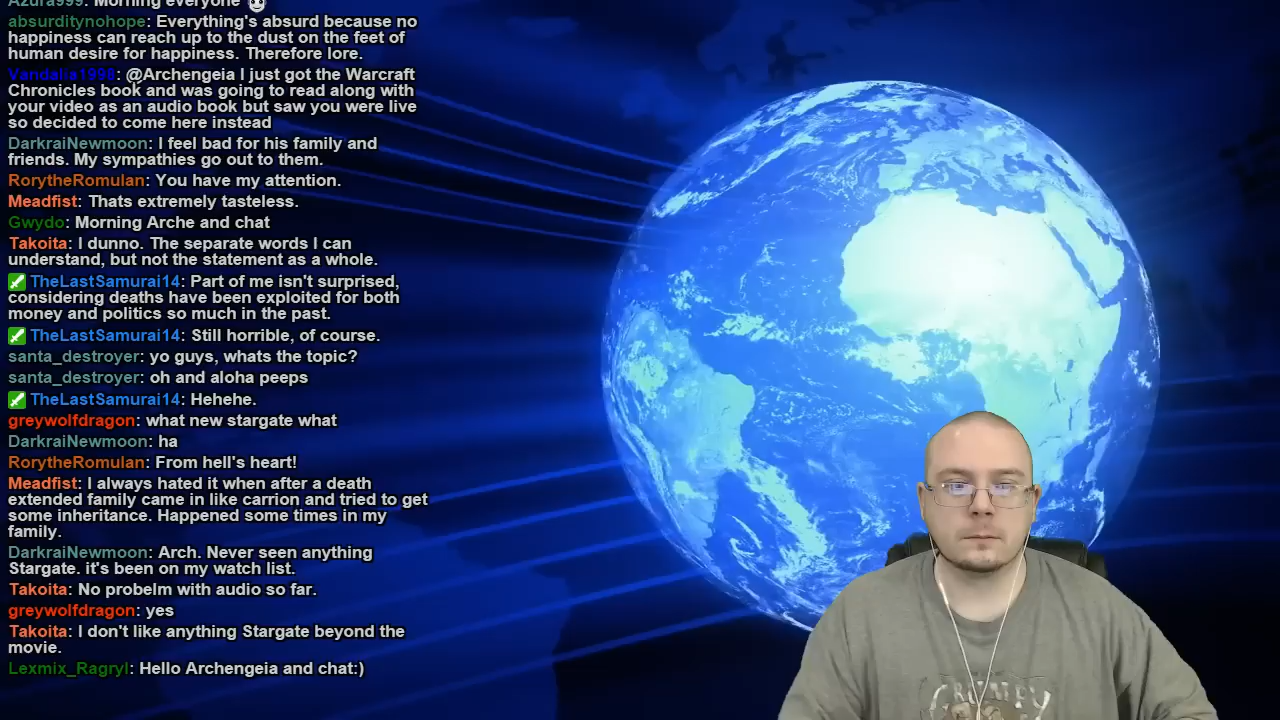 Azura999: Morning everyone
absurditynohope: Everything's absurd because no
happiness can reach up to the dust on the feet of
human desire for happiness. Therefore lore.
Vandalia1998: @Archengeia I just got the Warcraft
Chronicles book and was going to read along with
your video as an audio book but saw you were live
so decided to come here instead
DarkraiNewmoon: I feel bad for his family and
friends. My sympathies go out to them.
RorytheRomulan: You have my attention.
Meadfist: Thats extremely tasteless.
Gwydo: Morning Arche and chat
Takoita: I dunno. The separate words I can
understand, but not the statement as a whole.
TheLastSamurai14: Part of me isn't surprised,
considering deaths have been exploited for both
money and politics so much in the past.
TheLastSamurai14: Still horrible, of course.
santa_destroyer: yo guys, whats the topic?
santa_destroyer: oh and aloha peeps
TheLastSamurai14: Hehehe.
greywolfdragon: what new stargate what
DarkraiNewmoon: ha
RorytheRomulan: From hell's heart!
Meadfist: I always hated it when after a death
extended family came in like carrion and tried to get
some inheritance. Happened some times in my
family.
DarkraiNewmoon: Arch. Never seen anything
Stargate. it's been on my watch list.
Takoita: No probelm with audio so far.
greywolfdragon: yes
Takoita: I don't like anything Stargate beyond the
movie.
Lexmix_Ragryl: Hello Archengeia and chat:)